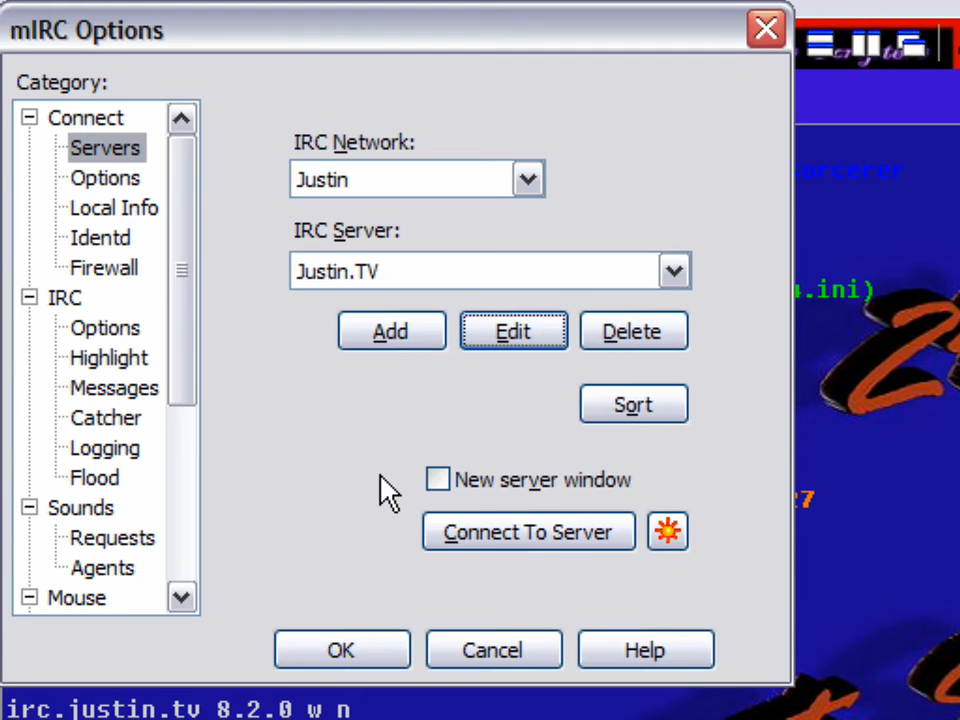 mIRC Options
Category:
Connect
Servers
Options
Local Info
Identd
Firewall
IRC
Options
Highlight
Messages
Catcher
Logging
Flood
Sounds
Requests
Agents
Mouse
IRC Network:
Justin
IRC Server:
Justin.TV
Add
Edit
Delete
Sort
New server window
Connect To Server
OK
Cancel
Help
.ini)
27
irc.justin.tv 8.2.0 w n